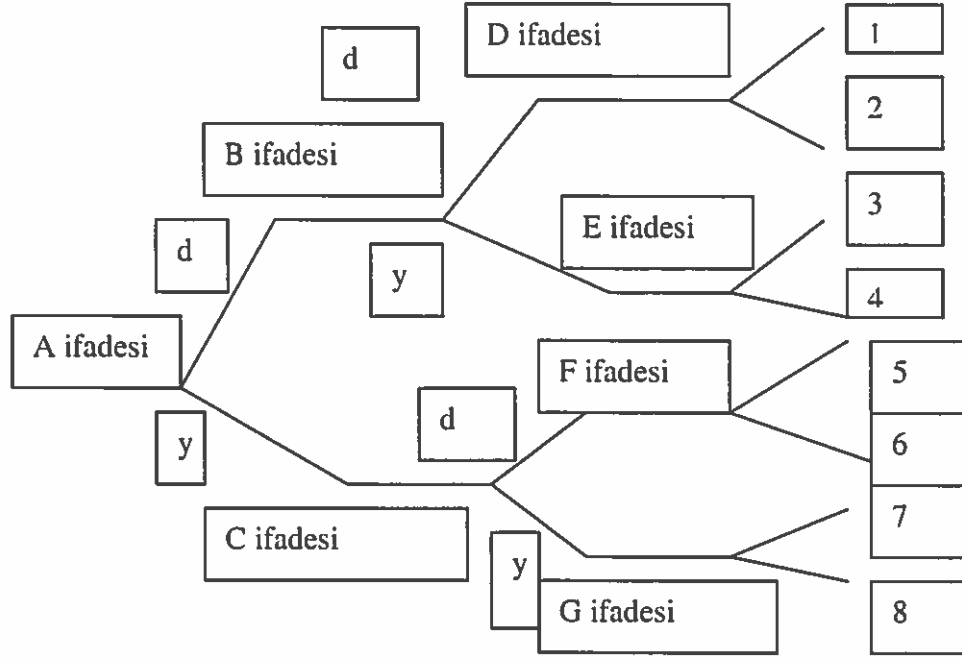 D ifadesi
1
d
2
B ifadesi
3
E ifadesi
d
y
4
A ifadesi
F ifadesi
5
d
y
6
7
C ifadesi
y
G ifadesi
8